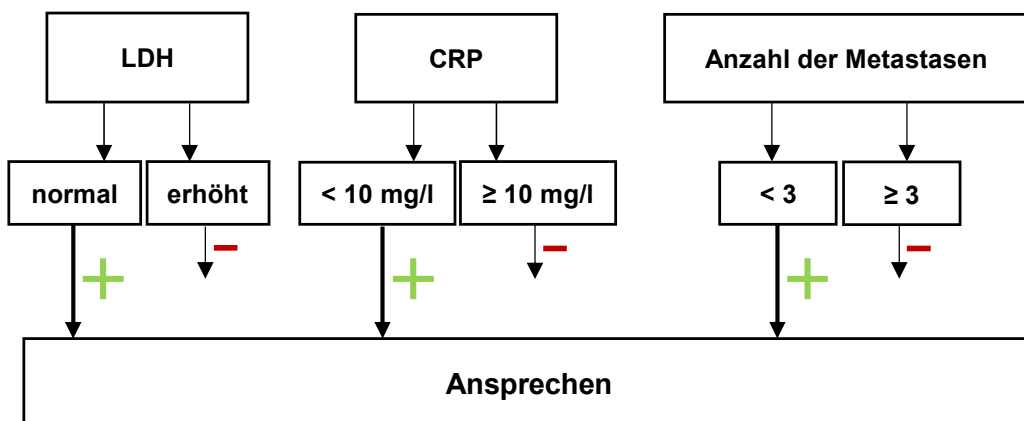 LDH
CRP
Anzahl der Metastasen
normal
erhöht
< 10 mg/l
≥ 10 mg/l
< 3
≥ 3
+
−
+
−
+
−
Ansprechen